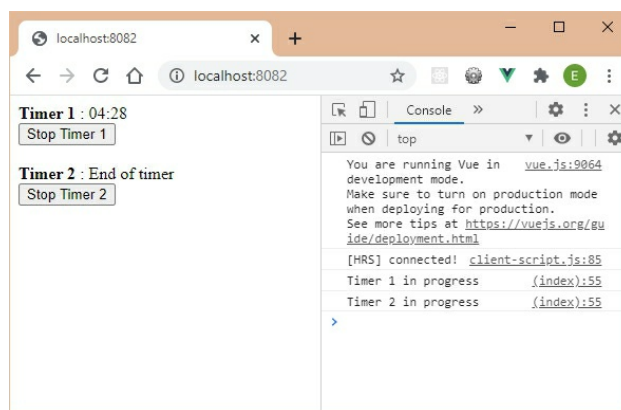 localhost:8082
localhost:8082
E
Timer 1 : 04:28
Stop Timer 1
Timer 2 : End of timer
Stop Timer 2
Console
top
You are running Vue in vue.js:9064
development mode.
Make sure to turn on production mode
when deploying for production.
See more tips at https://vuejs.org/gu
ide/deployment.html
[HRS] connected! client-script.js:85
Timer 1 in progress (index):55
Timer 2 in progress (index):55